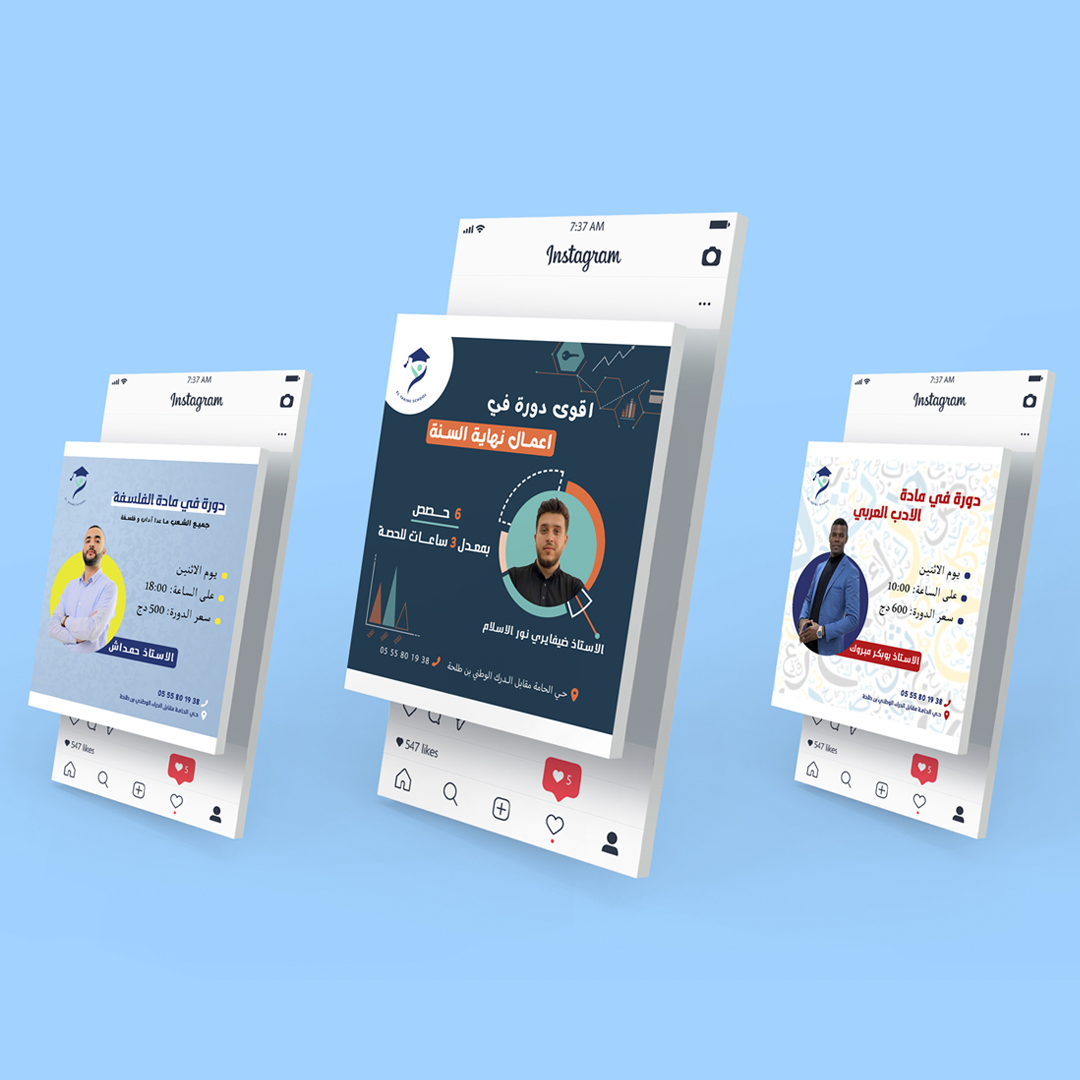 7:37 AM
Instagram
EL YAKINE SCHOOL
اقوى دورة في
اعمال نهاية السنة
6 حصص
بمعدل 3 ساعات للحصة
الاستاذ ضيفايري نور الاسلام
05 55 80 19 38
حي الحامة مقابل الدرك الوطني بن طلحة
547 likes
5
7:37 AM
Instagram
دورة في مادة الفلسفة
جميع الشعب ما عدا آداب و فلسفة
يوم الاثنين
على الساعة: 18:00
سعر الدورة: 500 دج
الاستاذ حمداش
05 55 80 19 38
حي الحامة مقابل الدرك الوطني بن طلحة
547 likes
5
7:37 AM
Instagram
دورة في مادة
الادب العربي
يوم الاثنين
على الساعة: 10:00
سعر الدورة: 600 دج
الاستاذ بوبكر مبروك
05 55 80 19 38
حي الحامة مقابل الدرك الوطني بن طلحة
547 likes
5